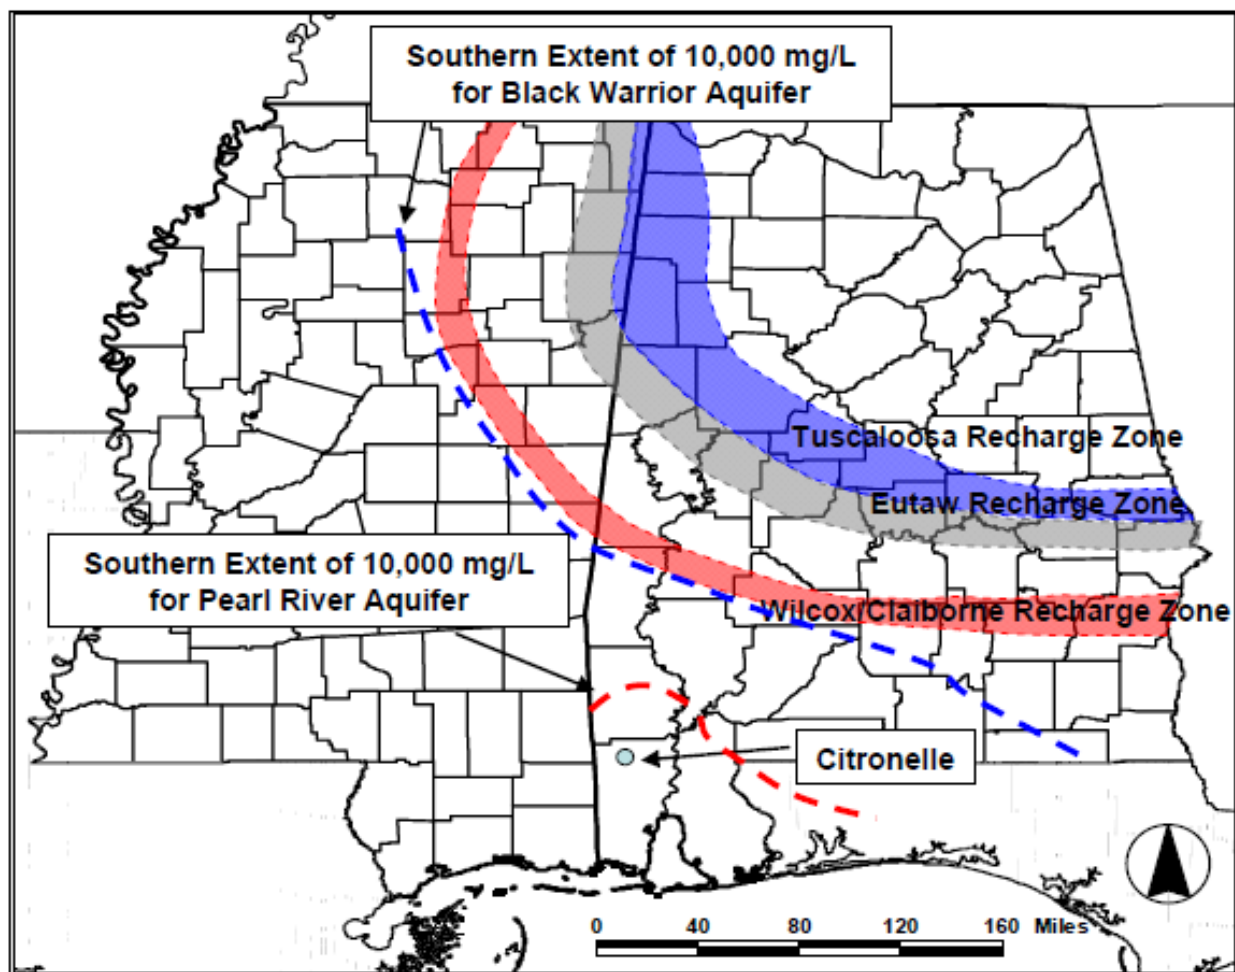 Southern Extent of 10,000 mg/L
for Black Warrior Aquifer
Tuscaloosa Recharge Zone
Eutaw Recharge Zone
Southern Extent of 10,000 mg/L
for Pearl River Aquifer
Wilcox/Claiborne Recharge Zone
Citronelle
0 40 80 120 160 Miles